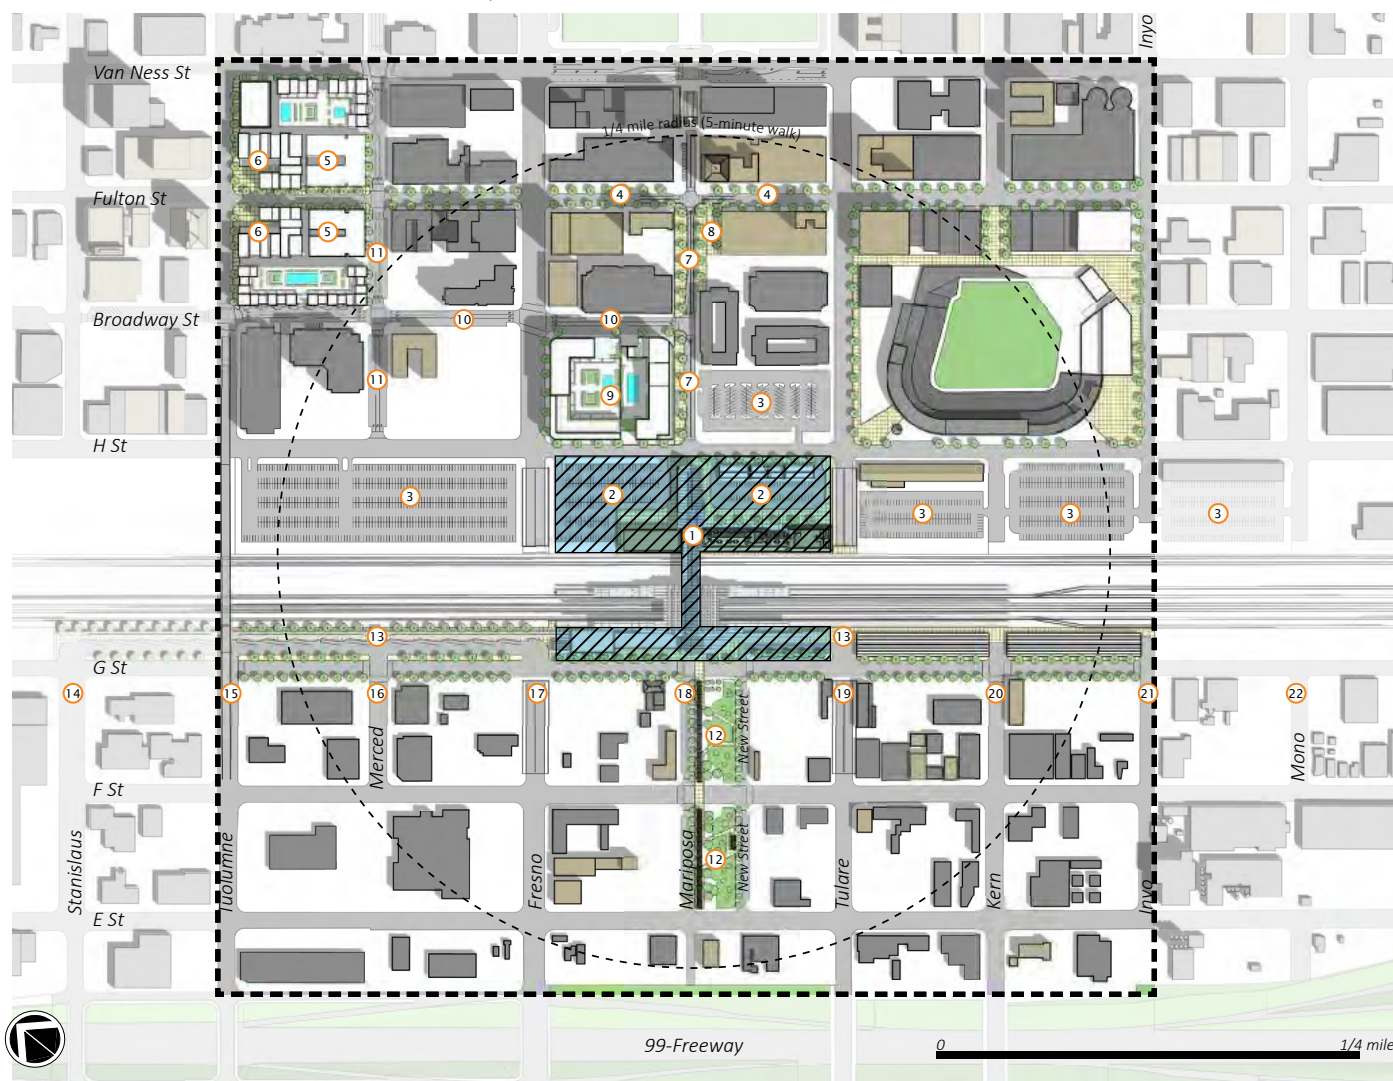 Inyo
Van Ness St
1/4 mile radius (5-minute walk)
6
5
Fulton St
4
4
6
5
11
8
7
Broadway St
10
10
11
7
9
3
H St
3
2
2
1
3
3
3
13
13
G St
14
15
16
17
18
19
20
21
22
Merced
12
New Street
Mono
F St
Stanislaus
Tuolumne
Fresno
Mariposa
12
New Street
Tulare
Kern
Inyo
E St
99-Freeway
0
1/4 mile